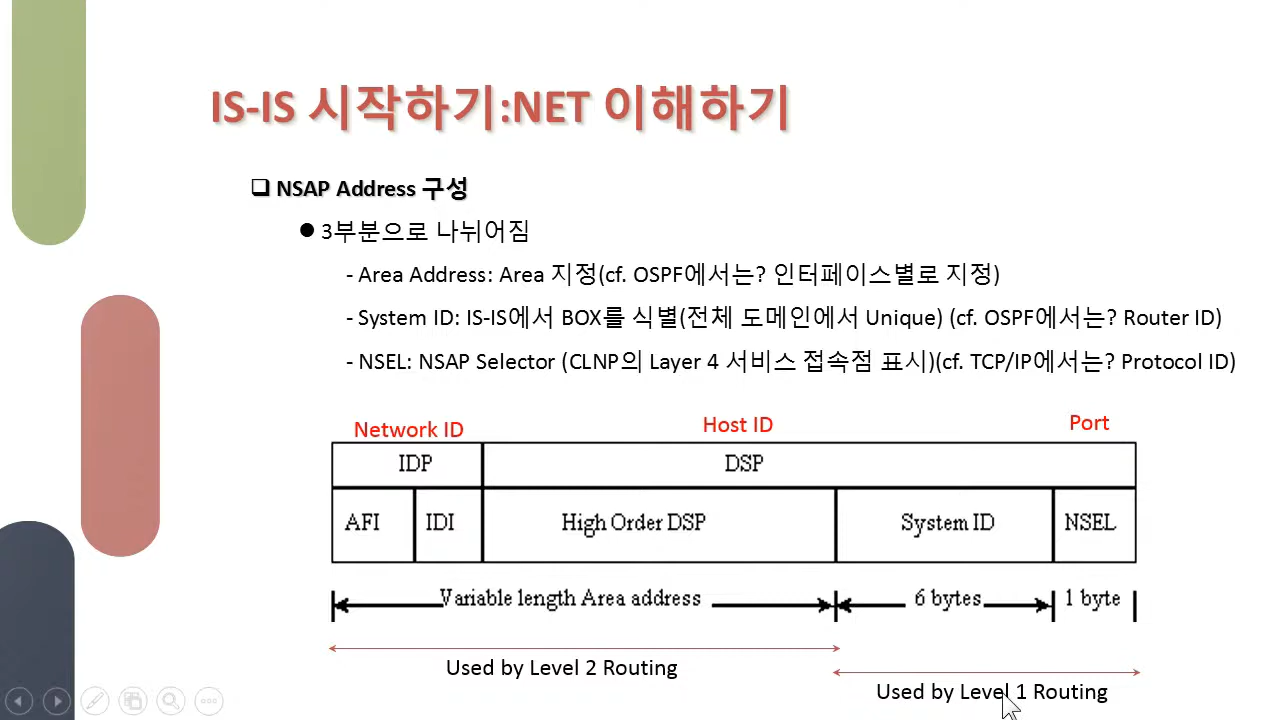 IS-IS 시작하기:NET 이해하기
❑ NSAP Address 구성
● 3부분으로 나뉘어짐
- Area Address: Area 지정(cf. OSPF에서는? 인터페이스별로 지정)
- System ID: IS-IS에서 BOX를 식별(전체 도메인에서 Unique) (cf. OSPF에서는? Router ID)
- NSEL: NSAP Selector (CLNP의 Layer 4 서비스 접속점 표시)(cf. TCP/IP에서는? Protocol ID)
Network ID Host ID Port
IDP DSP
AFI IDI High Order DSP System ID NSEL
Variable length Area address 6 bytes 1 byte
Used by Level 2 Routing
Used by Level 1 Routing